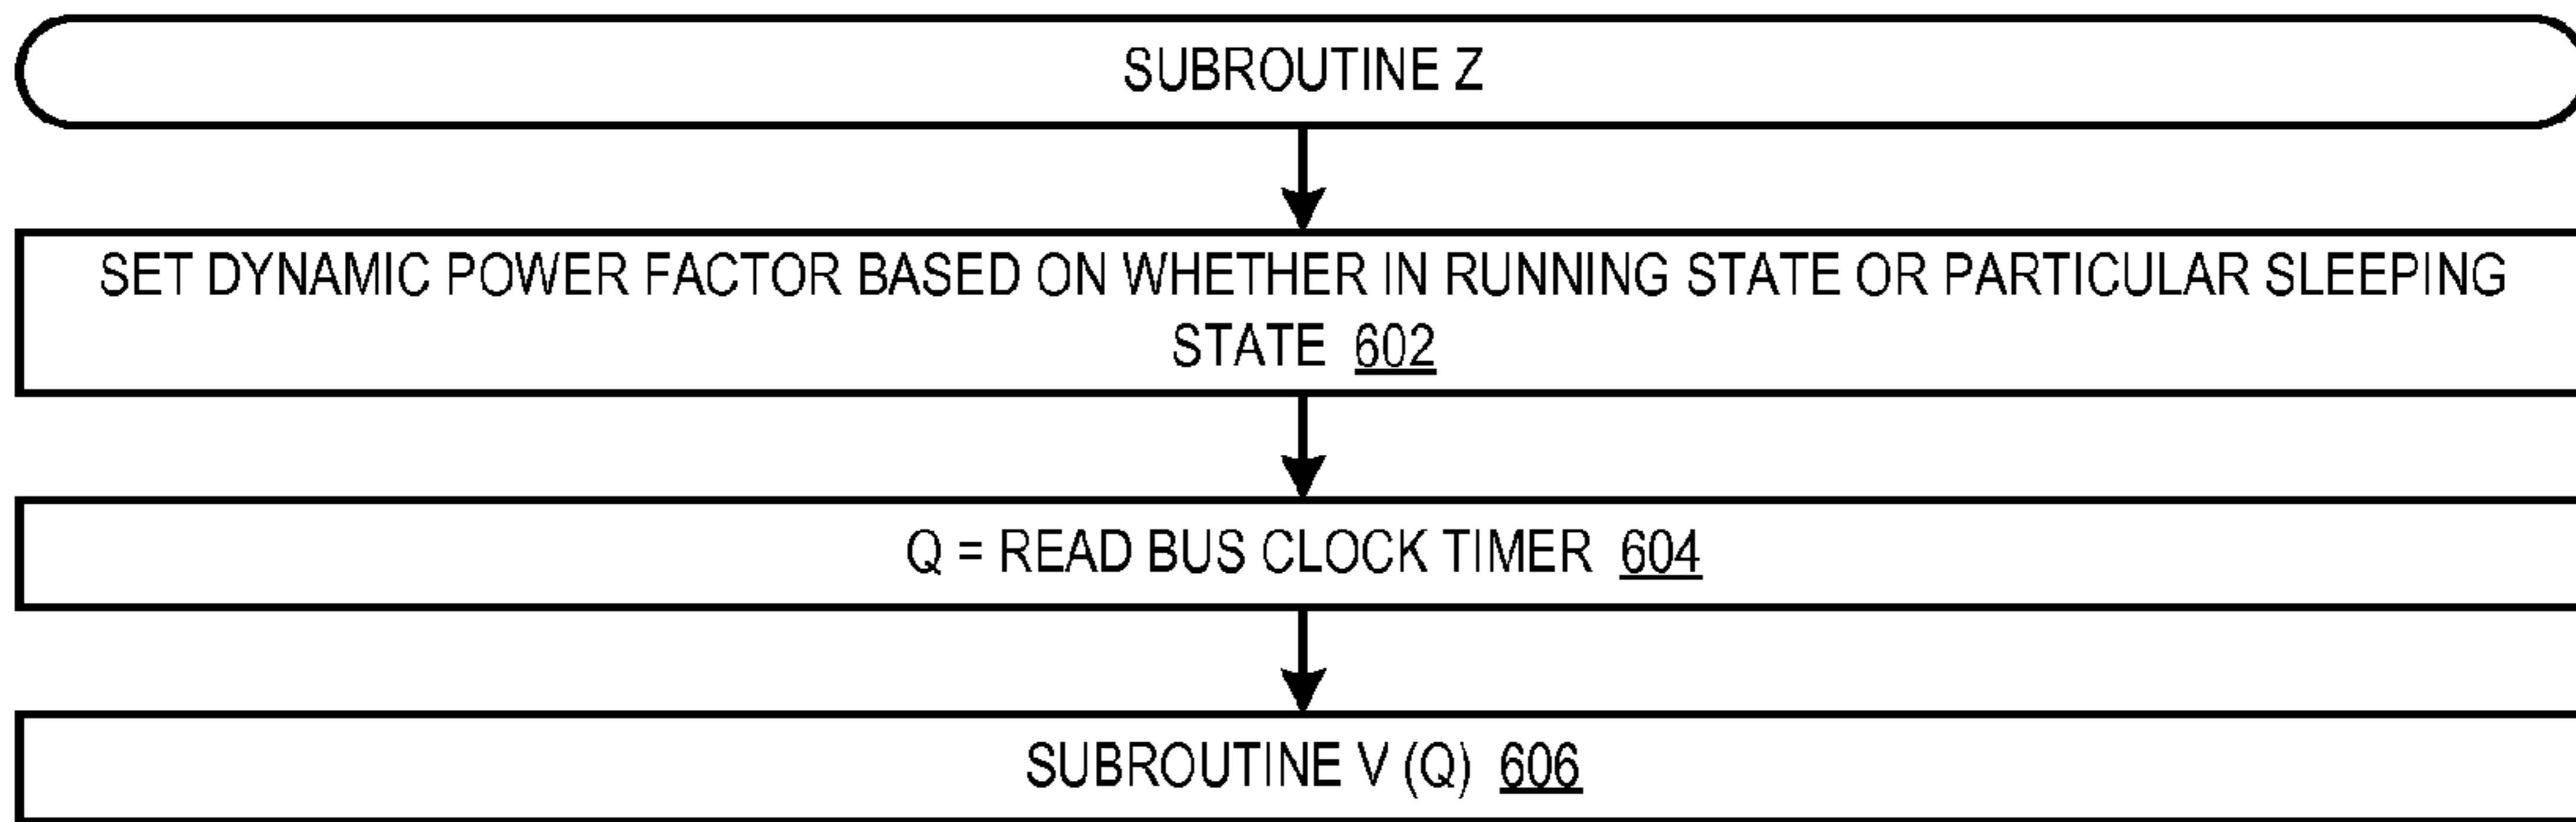 SUBROUTINE Z
SET DYNAMIC POWER FACTOR BASED ON WHETHER IN RUNNING STATE OR PARTICULAR SLEEPING
STATE 602
Q = READ BUS CLOCK TIMER 604
SUBROUTINE V (Q) 606